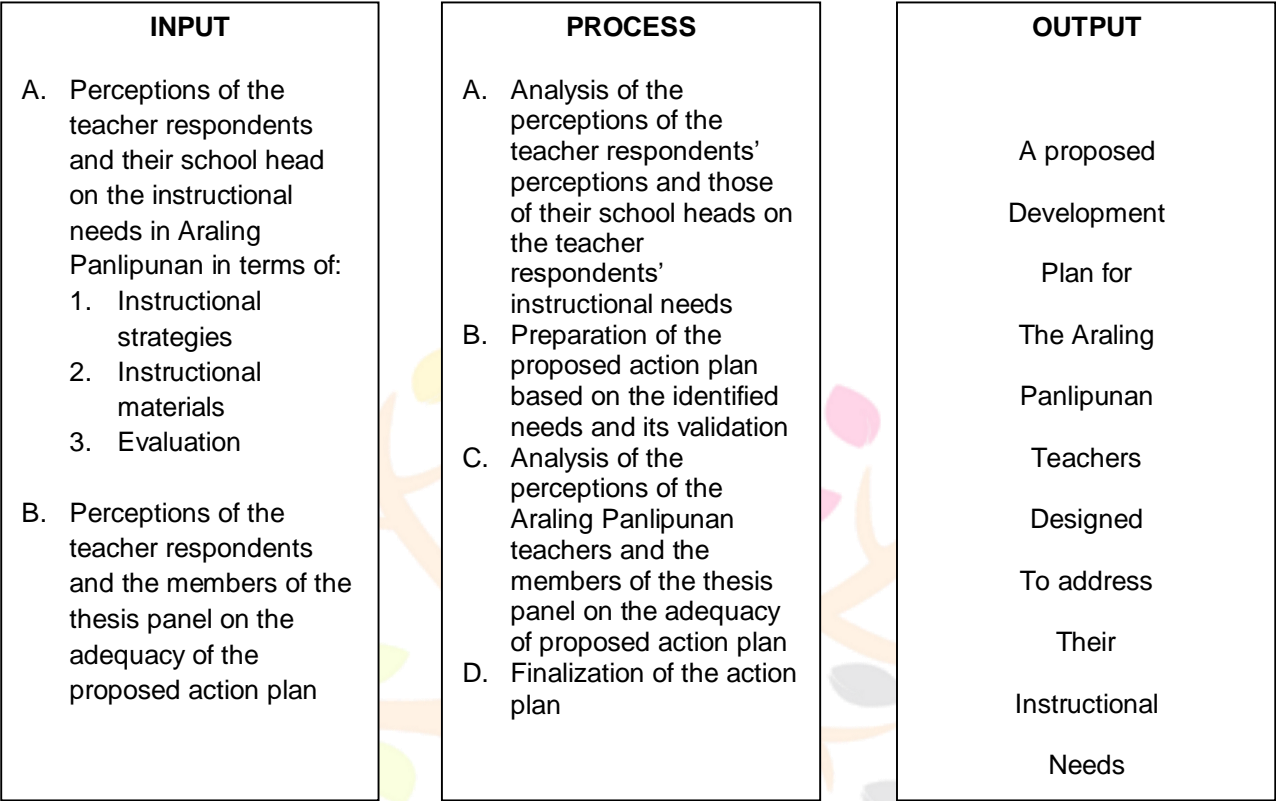 INPUT
A. Perceptions of the
teacher respondents
and their school head
on the instructional
needs in Araling
Panlipunan in terms of:
1. Instructional
strategies
2. Instructional
materials
3. Evaluation
B. Perceptions of the
teacher respondents
and the members of the
thesis panel on the
adequacy of the
proposed action plan
PROCESS
A. Analysis of the
perceptions of the
teacher respondents’
perceptions and those
of their school heads on
the teacher
respondents’
instructional needs
B. Preparation of the
proposed action plan
based on the identified
needs and its validation
C. Analysis of the
perceptions of the
Araling Panlipunan
teachers and the
members of the thesis
panel on the adequacy
of proposed action plan
D. Finalization of the action
plan
OUTPUT
A proposed
Development
Plan for
The Araling
Panlipunan
Teachers
Designed
To address
Their
Instructional
Needs